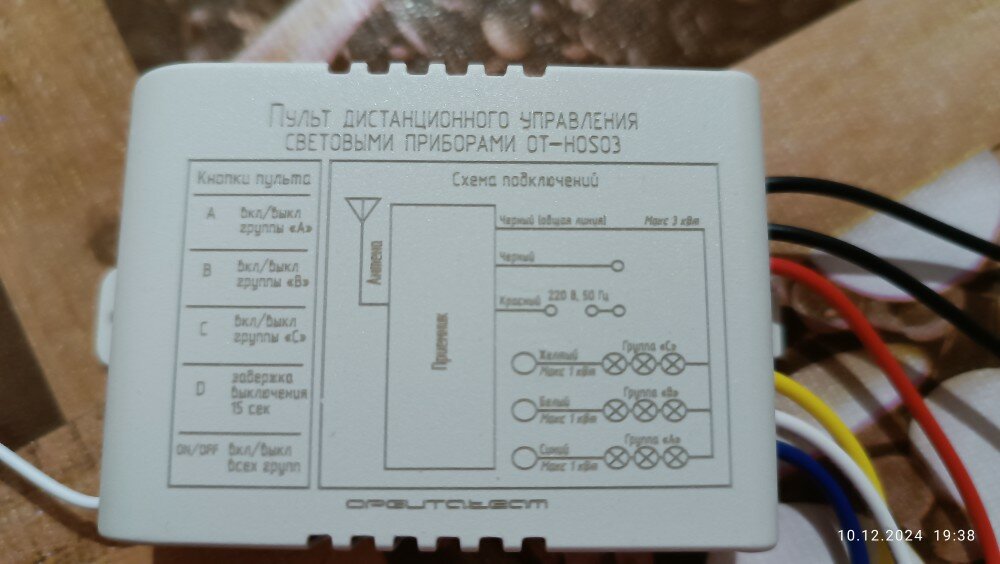 Пульт дистанционного управления
световыми приборами OT-HOS03
Кнопки пульта
A вкл/выкл
группы «A»
B вкл/выкл
группы «B»
C вкл/выкл
группы «C»
D задержка
выключения
15 сек
ON/OFF вкл/выкл
всех групп
Схема подключений
Антена
Приемник
Черный (общая линия) Макс 3 кВт
Черный
Красный 220 В, 50 Гц
Желтый Группа «C»
Макс 1 кВт
Белый Группа «B»
Макс 1 кВт
Синий Группа «A»
Макс 1 кВт
OРБИТА TEAM
10.12.2024 19:38